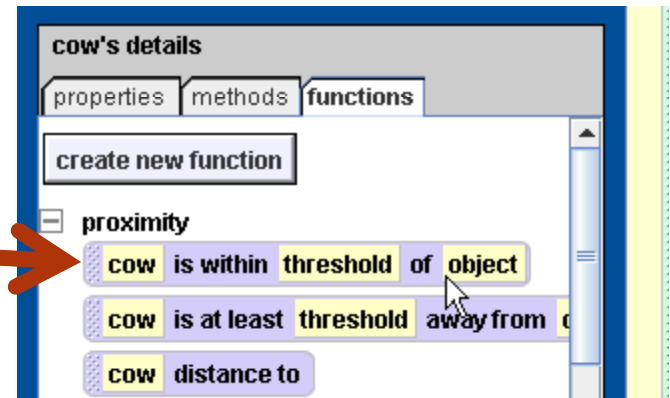 cow's details
properties methods functions
create new function
proximity
cow is within threshold of object
cow is at least threshold away from
cow distance to